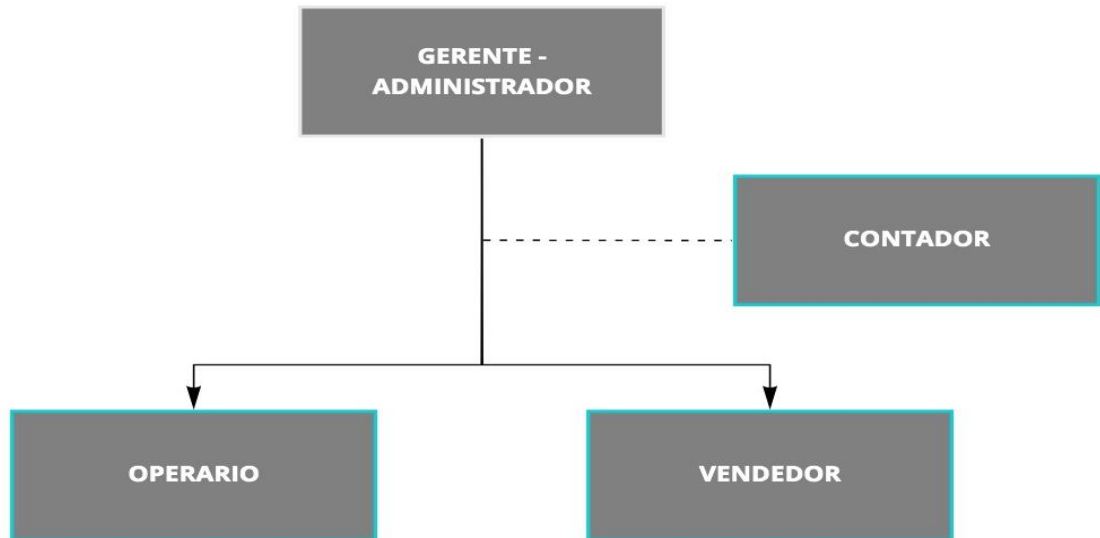 GERENTE -
ADMINISTRADOR
CONTADOR
OPERARIO
VENDEDOR